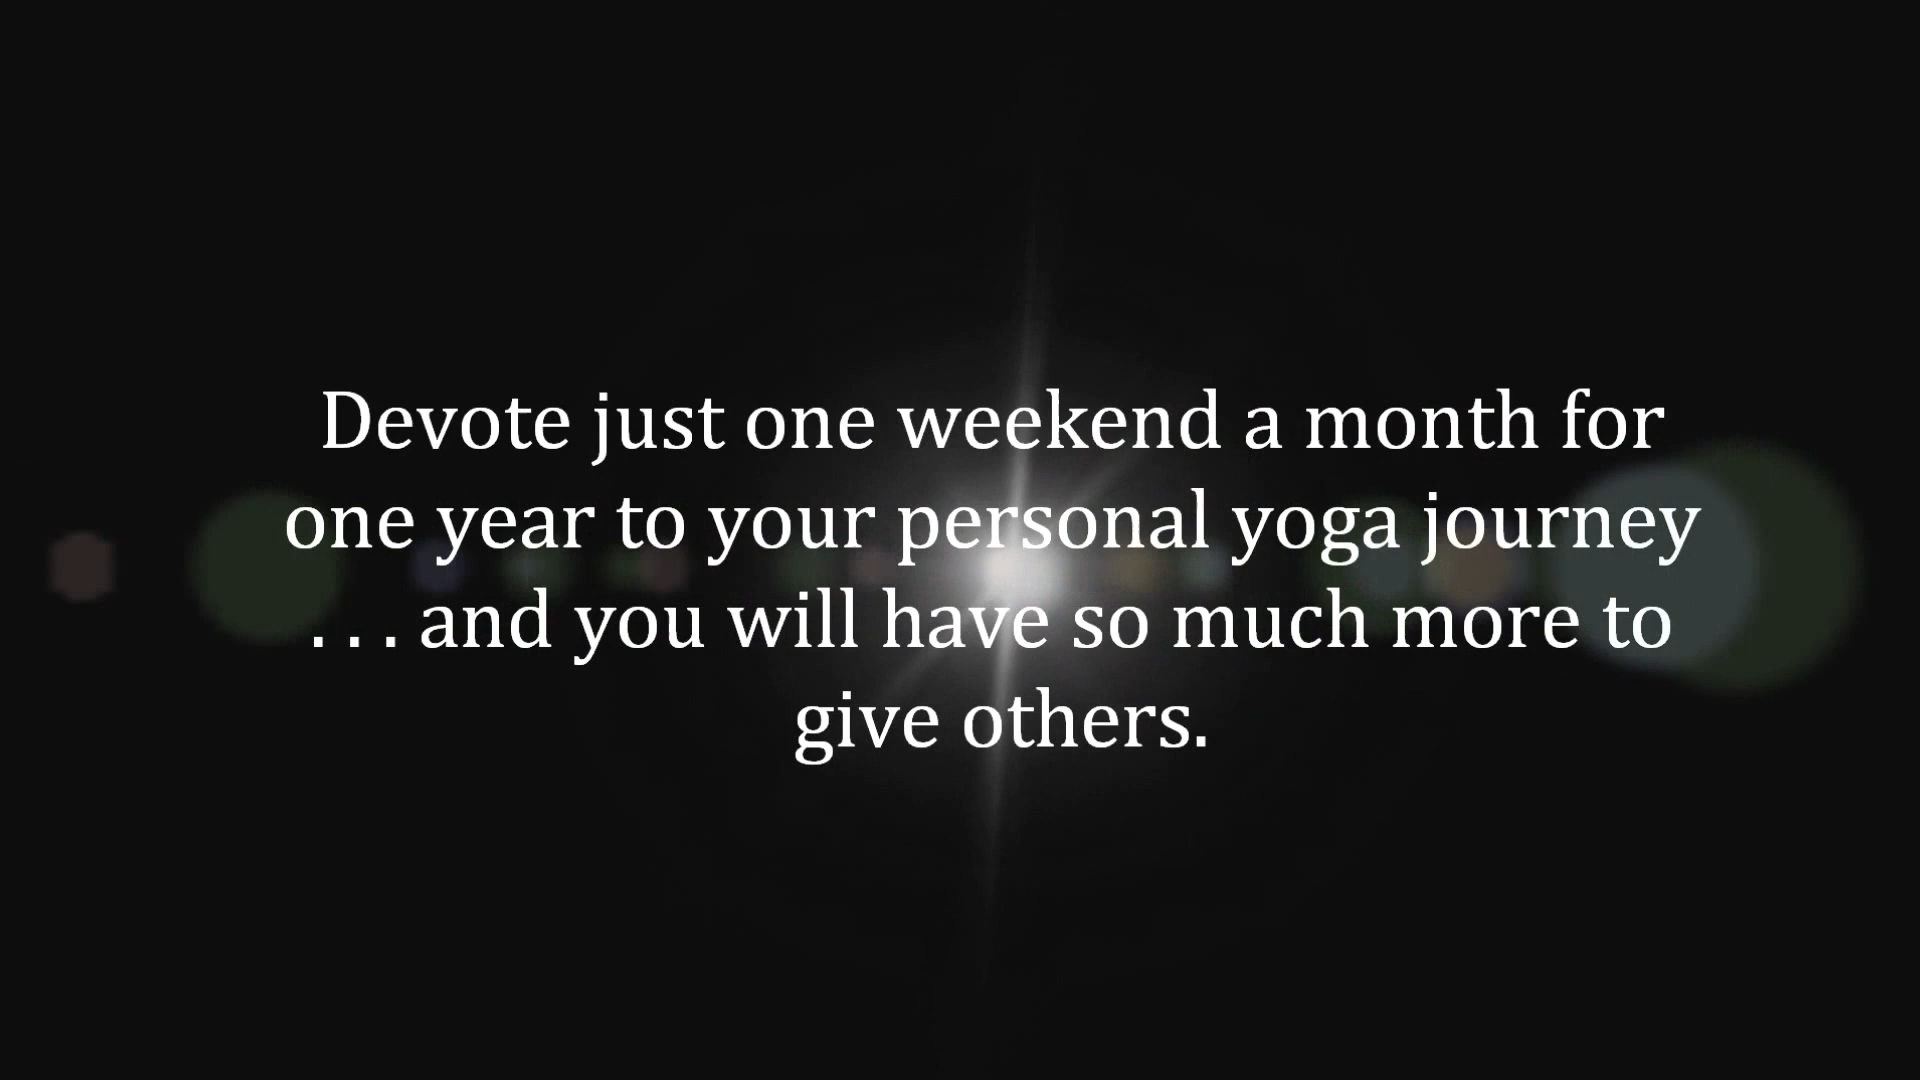 Devote just one weekend a month for
one year to your personal yoga journey
. . . and you will have so much more to
give others.